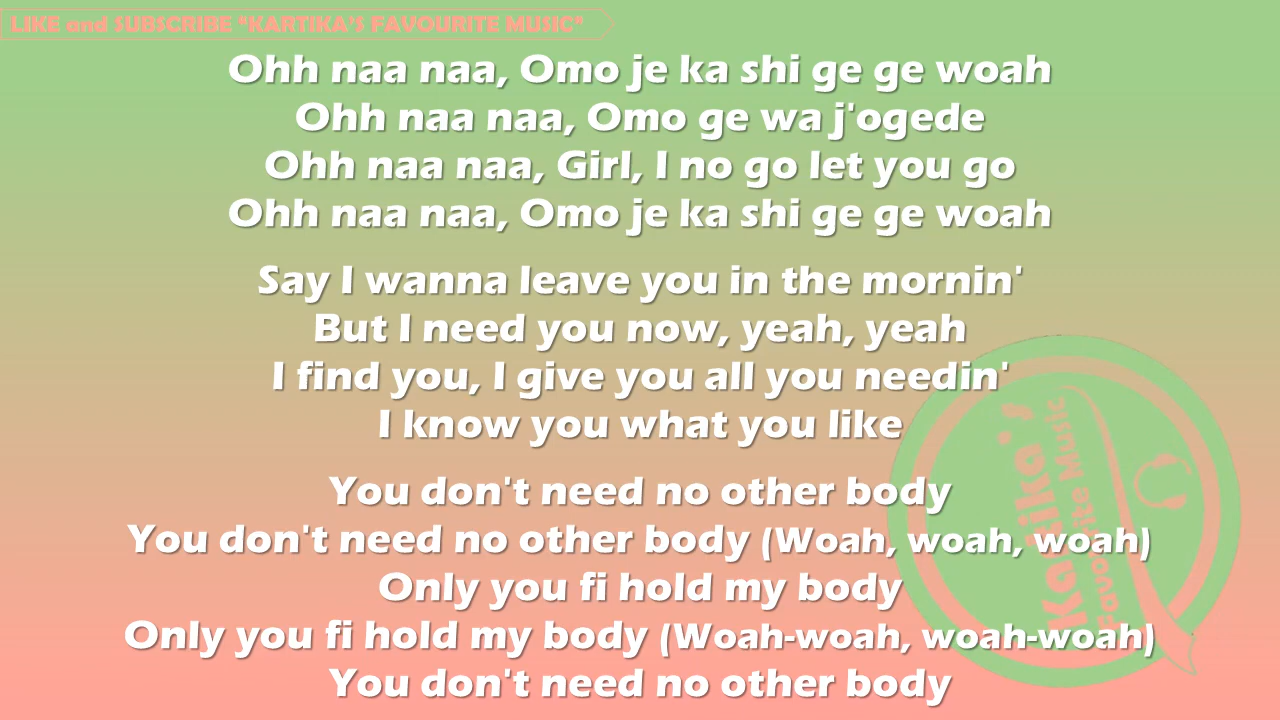 LIKE and SUBSCRIBE "KARTIKA'S FAVOURITE MUSIC"
Ohh naa naa, Omo je ka shi ge ge woah
Ohh naa naa, Omo ge wa j'ogede
Ohh naa naa, Girl, I no go let you go
Ohh naa naa, Omo je ka shi ge ge woah
Say I wanna leave you in the mornin'
But I need you now, yeah, yeah
I find you, I give you all you needin'
I know you what you like
You don't need no other body
You don't need no other body (Woah, woah, woah)
Only you fi hold my body
Only you fi hold my body (Woah-woah, woah-woah)
You don't need no other body
Kartika's
Favorite Music